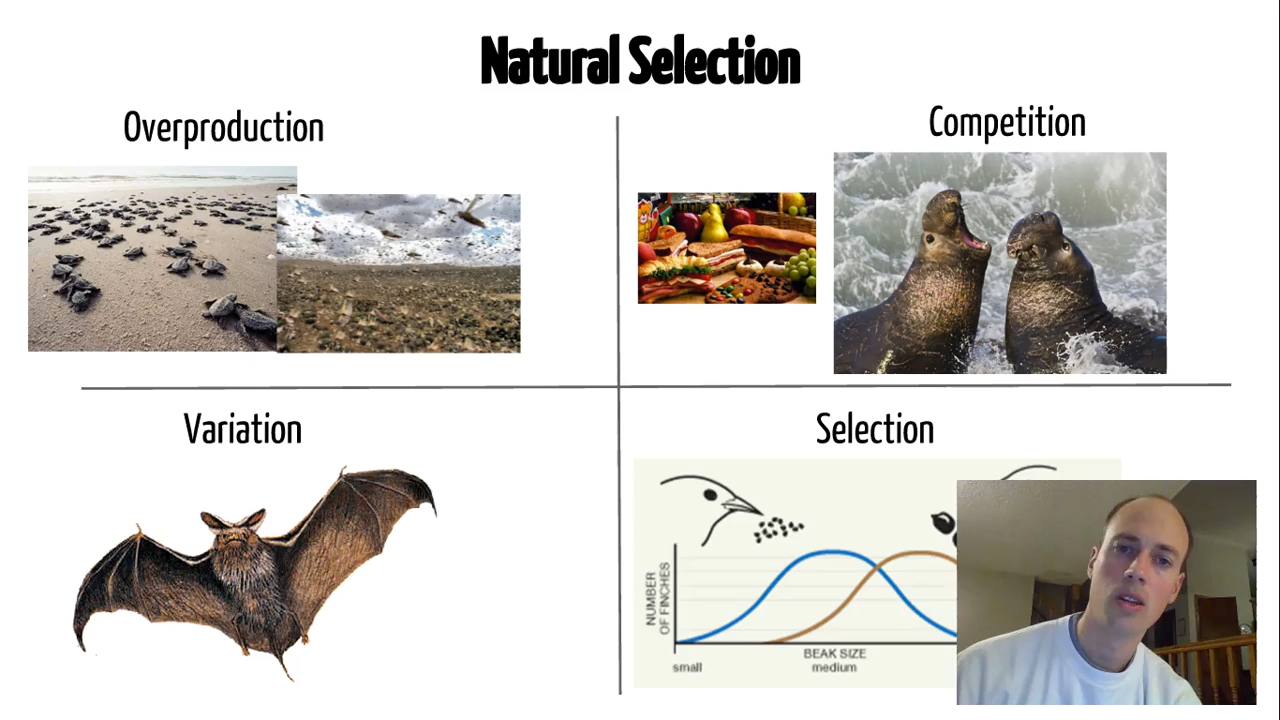 Natural Selection
Overproduction
Competition
Variation
Selection
NUMBER
OF FINCHES
BEAK SIZE
small
medium